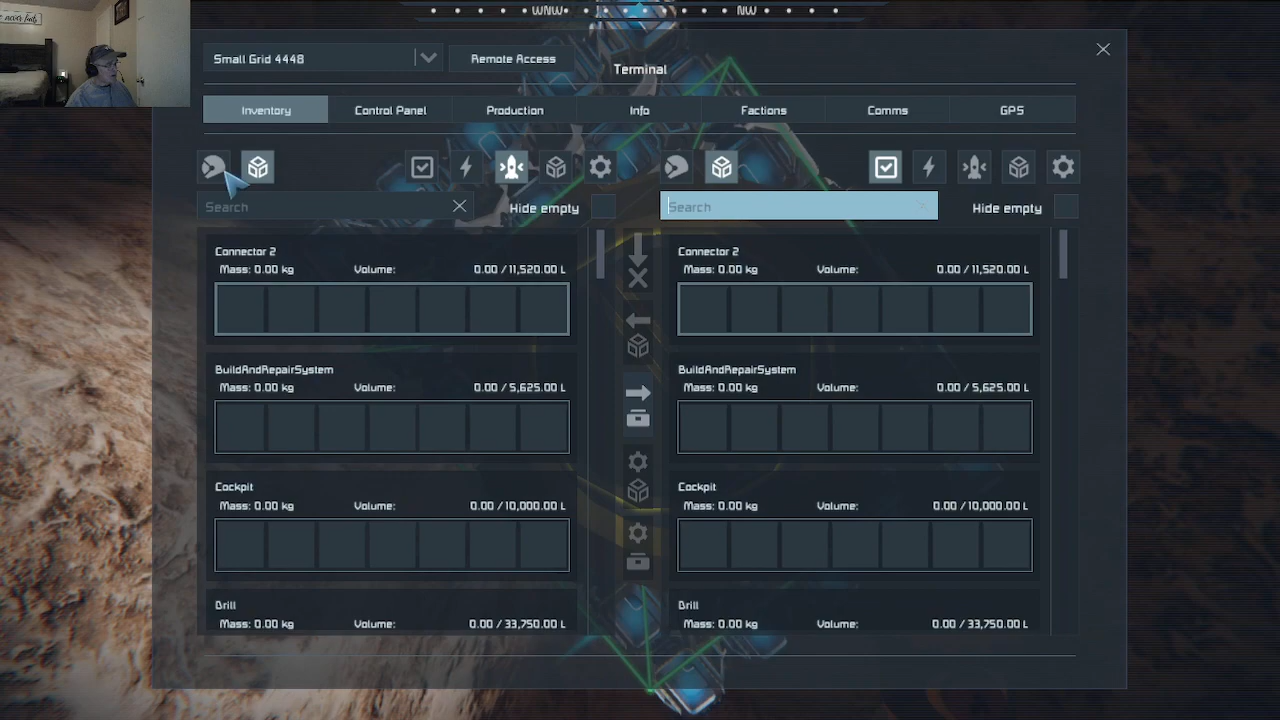 WNW
NW
Small Grid 4448
Remote Access
Terminal
Inventory
Control Panel
Production
Info
Factions
Comms
GPS
Search
Hide empty
Search
Hide empty
Connector 2
Mass: 0.00 kg Volume: 0.00 / 11,520.00 L
Connector 2
Mass: 0.00 kg Volume: 0.00 / 11,520.00 L
BuildAndRepairSystem
Mass: 0.00 kg Volume: 0.00 / 5,625.00 L
BuildAndRepairSystem
Mass: 0.00 kg Volume: 0.00 / 5,625.00 L
Cockpit
Mass: 0.00 kg Volume: 0.00 / 10,000.00 L
Cockpit
Mass: 0.00 kg Volume: 0.00 / 10,000.00 L
Drill
Mass: 0.00 kg Volume: 0.00 / 33,750.00 L
Drill
Mass: 0.00 kg Volume: 0.00 / 33,750.00 L